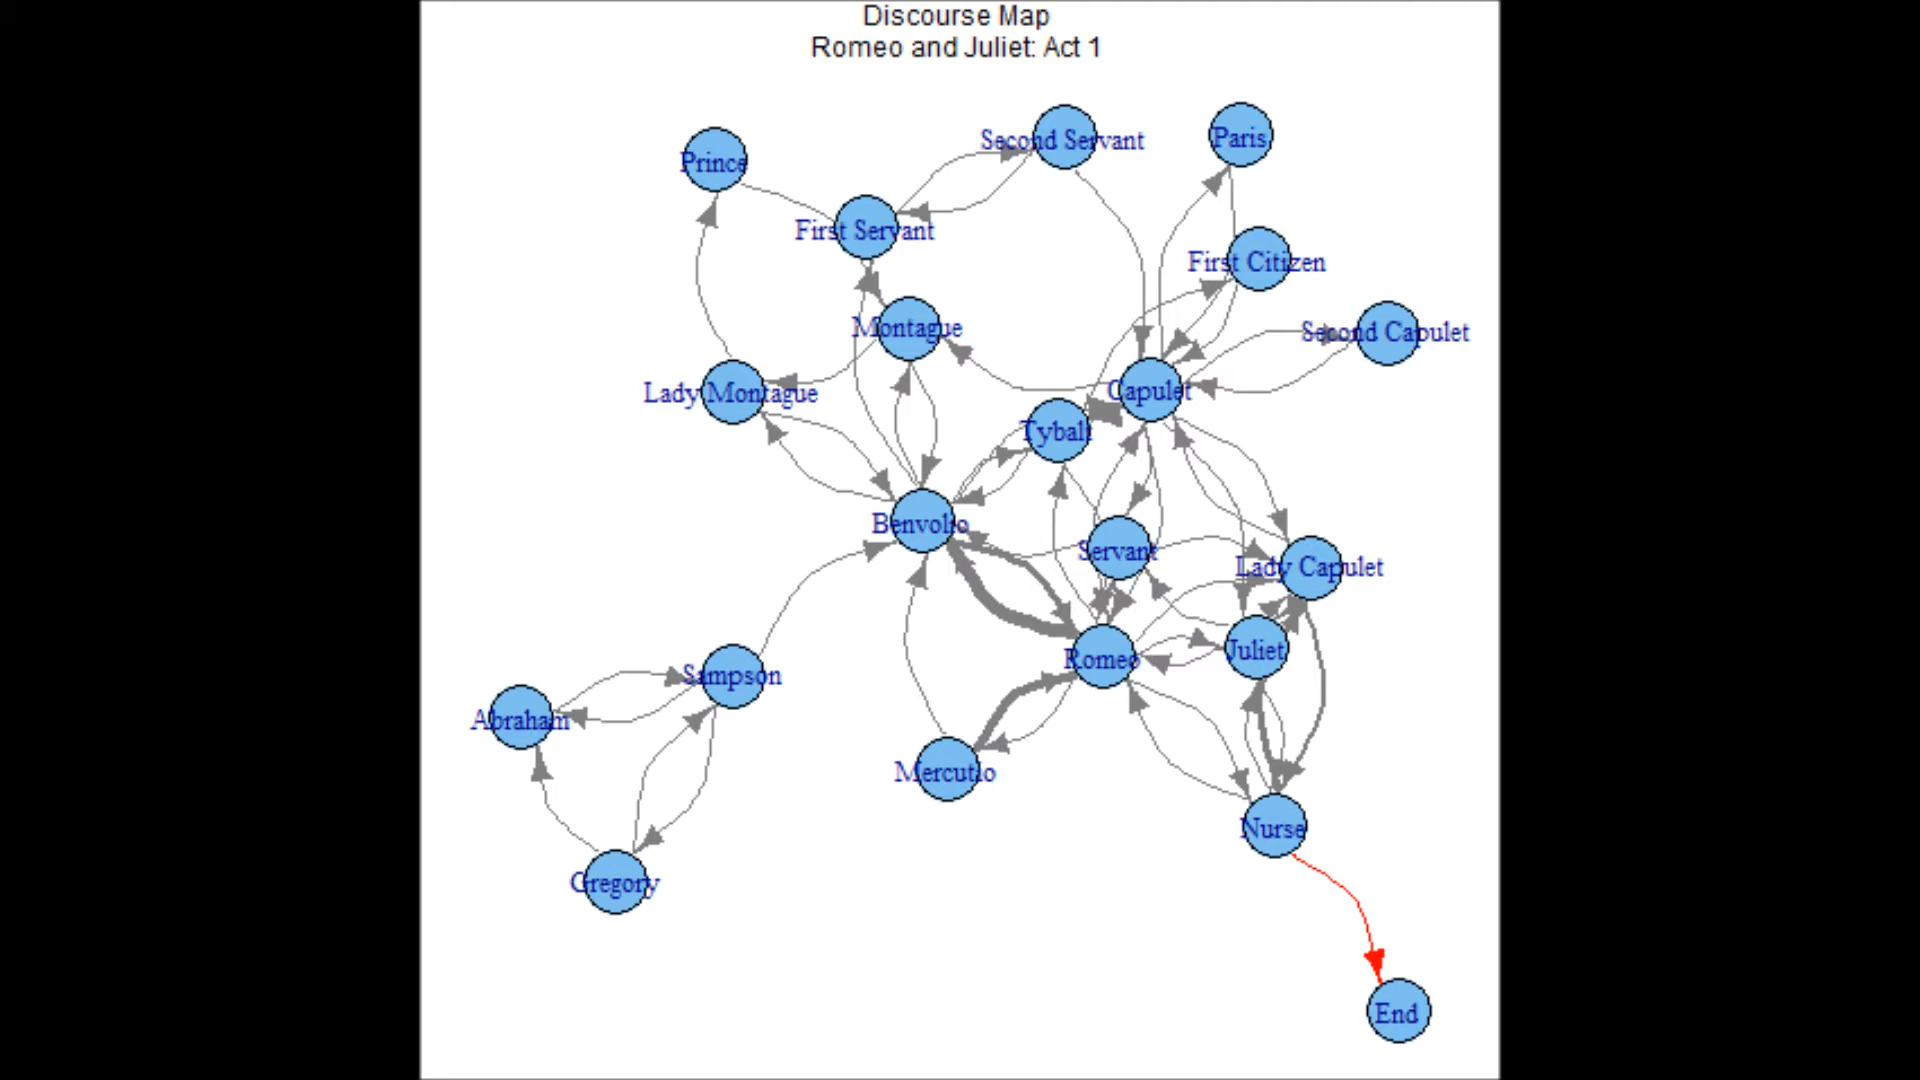 Discourse Map
Romeo and Juliet: Act 1
Second Servant
Paris
Prince
First Servant
First Citizen
Montague
Second Capulet
Lady Montague
Capulet
Tybalt
Benvolio
Servant
Lady Capulet
Romeo
Juliet
Sampson
Abraham
Mercutio
Nurse
Gregory
End